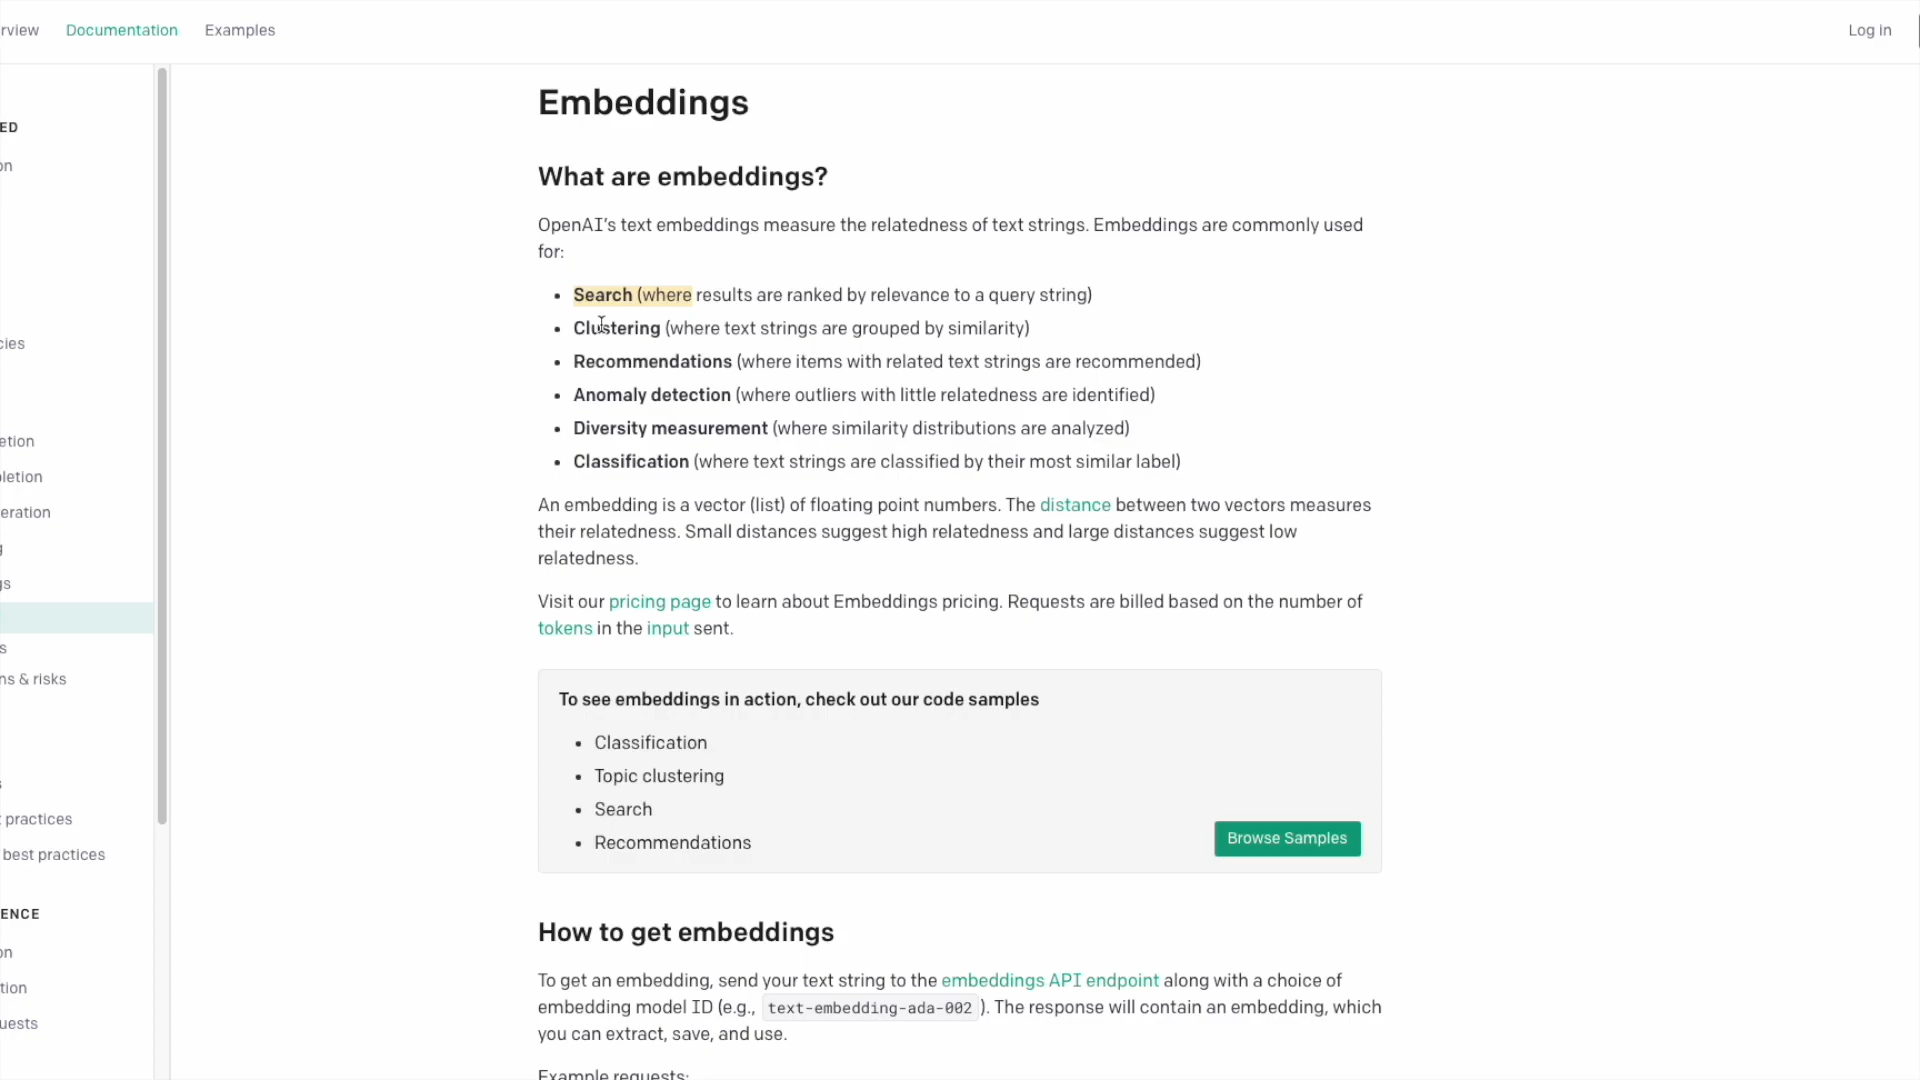 rview Documentation Examples Log in
ED
on
cies
etion
letion
eration
g
gs
s
ns & risks
s
t practices
best practices
ENCE
on
tion
uests
Embeddings
What are embeddings?
OpenAI's text embeddings measure the relatedness of text strings. Embeddings are commonly used
for:
• Search (where results are ranked by relevance to a query string)
• Clustering (where text strings are grouped by similarity)
• Recommendations (where items with related text strings are recommended)
• Anomaly detection (where outliers with little relatedness are identified)
• Diversity measurement (where similarity distributions are analyzed)
• Classification (where text strings are classified by their most similar label)
An embedding is a vector (list) of floating point numbers. The distance between two vectors measures
their relatedness. Small distances suggest high relatedness and large distances suggest low
relatedness.
Visit our pricing page to learn about Embeddings pricing. Requests are billed based on the number of
tokens in the input sent.
To see embeddings in action, check out our code samples
• Classification
• Topic clustering
• Search
• Recommendations
Browse Samples
How to get embeddings
To get an embedding, send your text string to the embeddings API endpoint along with a choice of
embedding model ID (e.g., text-embedding-ada-002 ). The response will contain an embedding, which
you can extract, save, and use.
Example requests: